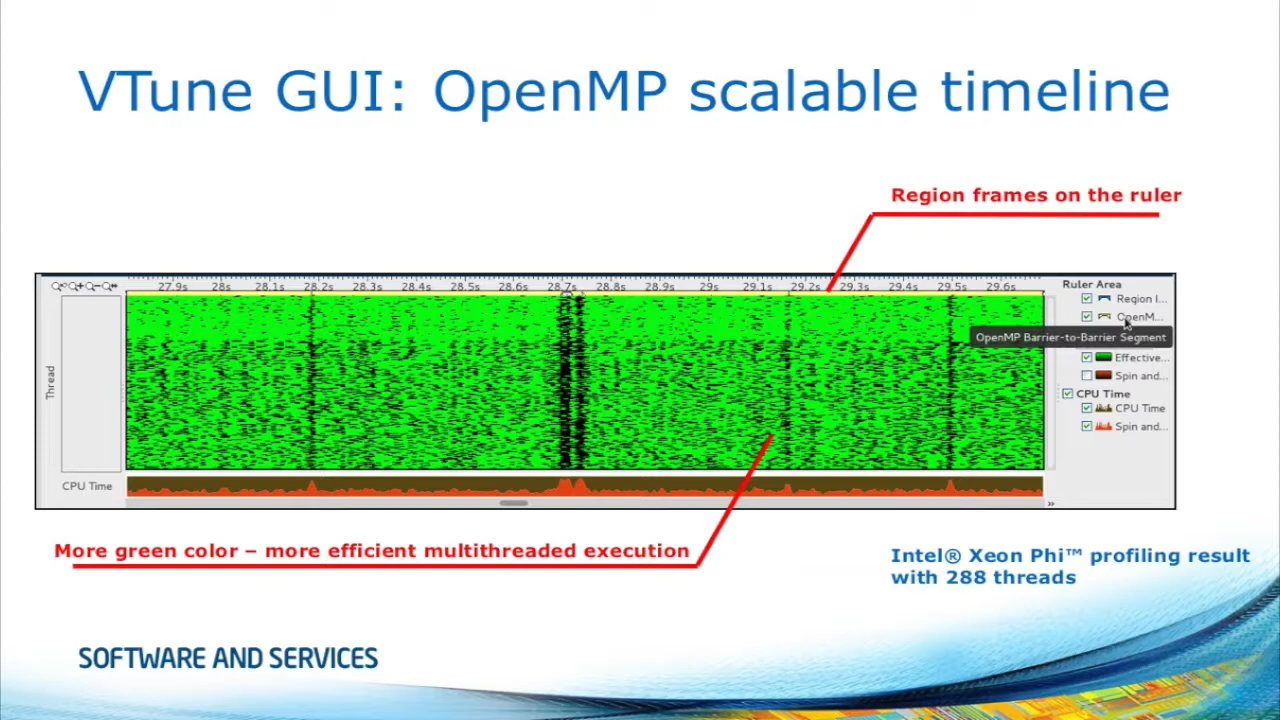 VTune GUI: OpenMP scalable timeline
Region frames on the ruler
27.9s 28s 28.1s 28.2s 28.3s 28.4s 28.5s 28.6s 28.7s 28.8s 28.9s 29s 29.1s 29.2s 29.3s 29.4s 29.5s 29.6s
Ruler Area
Region I...
OpenM...
OpenMP Barrier-to-Barrier Segment
Thread
Effective...
Spin and...
CPU Time
CPU Time
Spin and...
CPU Time
»
More green color – more efficient multithreaded execution
Intel® Xeon Phi™ profiling result
with 288 threads
SOFTWARE AND SERVICES